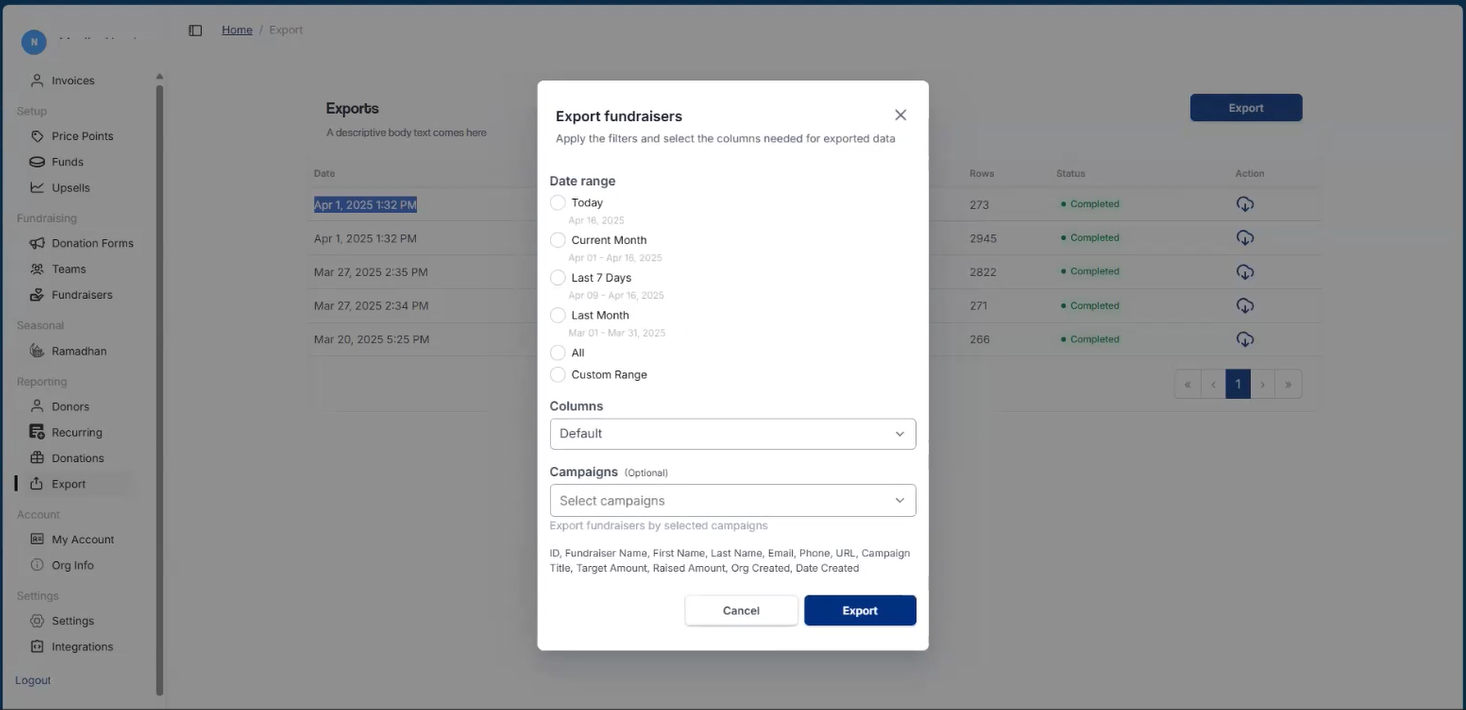 N
Home / Export
Invoices
Setup
Price Points
Funds
Upsells
Fundraising
Donation Forms
Teams
Fundraisers
Seasonal
Ramadhan
Reporting
Donors
Recurring
Donations
Export
Account
My Account
Org Info
Settings
Settings
Integrations
Logout
Exports
A descriptive body text comes here
Export
Date Rows Status Action
Apr 1, 2025 1:32 PM 273 Completed
Apr 1, 2025 1:32 PM 2945 Completed
Mar 27, 2025 2:35 PM 2822 Completed
Mar 27, 2025 2:34 PM 271 Completed
Mar 20, 2025 5:25 PM 266 Completed
« ‹ 1 › »
Export fundraisers
Apply the filters and select the columns needed for exported data
Date range
Today
Apr 16, 2025
Current Month
Apr 01 - Apr 16, 2025
Last 7 Days
Apr 09 - Apr 16, 2025
Last Month
Mar 01 - Mar 31, 2025
All
Custom Range
Columns
Default
Campaigns (Optional)
Select campaigns
Export fundraisers by selected campaigns
ID, Fundraiser Name, First Name, Last Name, Email, Phone, URL, Campaign
Title, Target Amount, Raised Amount, Org Created, Date Created
Cancel
Export